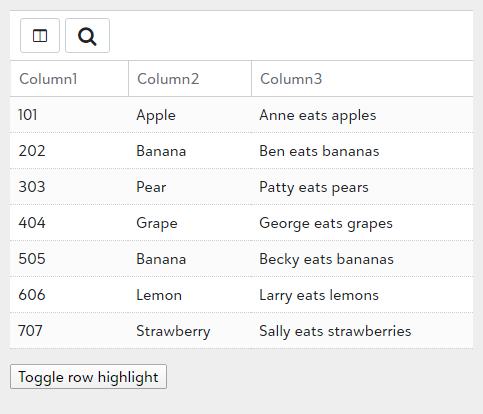 Column1 Column2 Column3
101 Apple Anne eats apples
202 Banana Ben eats bananas
303 Pear Patty eats pears
404 Grape George eats grapes
505 Banana Becky eats bananas
606 Lemon Larry eats lemons
707 Strawberry Sally eats strawberries
Toggle row highlight